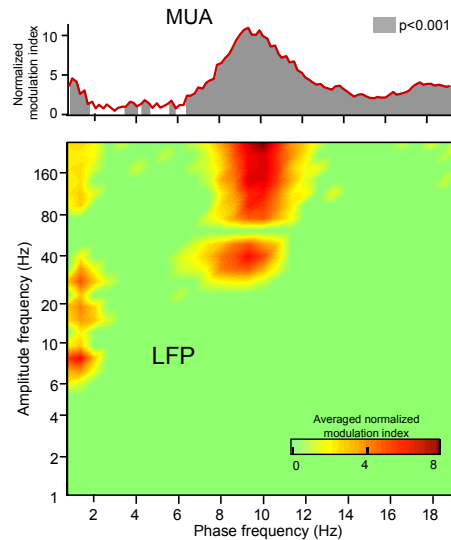 MUA
p<0.001
Normalized
modulation index
10
5
0
Amplitude frequency (Hz)
160
80
40
20
10
6
4
2
1
LFP
Averaged normalized
modulation index
0 4 8
2 4 6 8 10 12 14 16 18
Phase frequency (Hz)